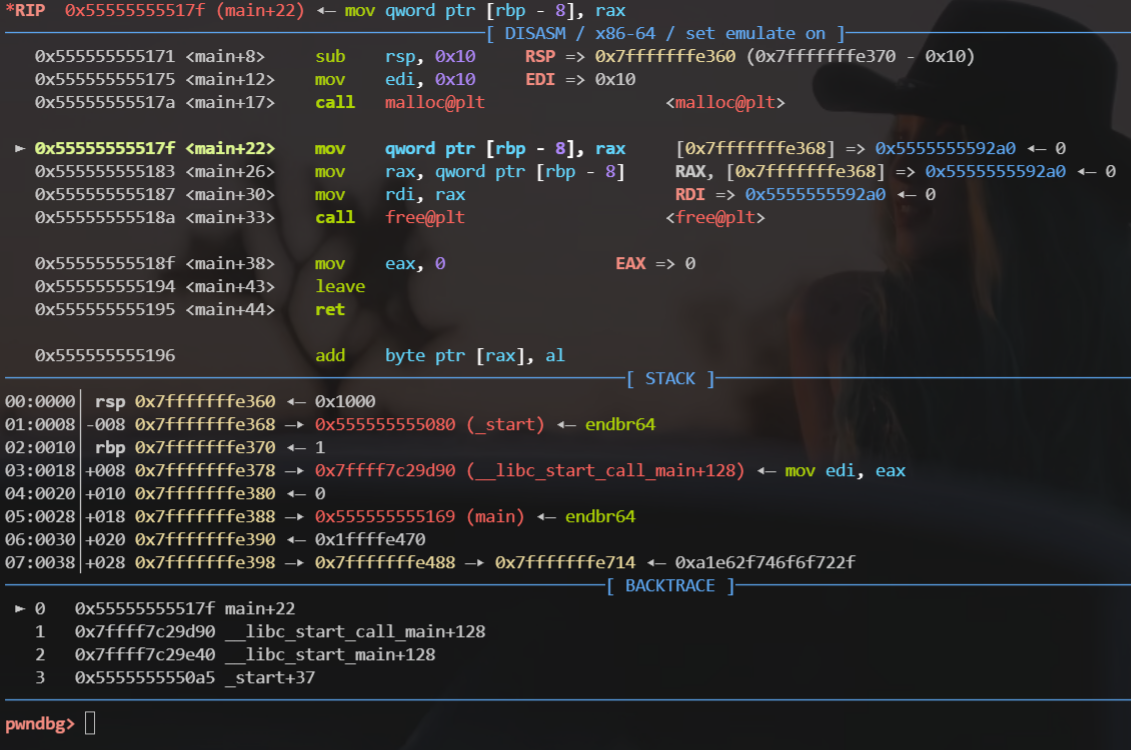 *RIP  0x55555555517f (main+22) ◂— mov qword ptr [rbp - 8], rax
[ DISASM / x86-64 / set emulate on ]
0x555555555171 <main+8>     sub    rsp, 0x10     RSP => 0x7fffffffe360 (0x7fffffffe370 - 0x10)
0x555555555175 <main+12>    mov    edi, 0x10     EDI => 0x10
0x55555555517a <main+17>    call   malloc@plt                  <malloc@plt>
► 0x55555555517f <main+22>    mov    qword ptr [rbp - 8], rax     [0x7fffffffe368] => 0x5555555592a0 ◂— 0
0x555555555183 <main+26>    mov    rax, qword ptr [rbp - 8]     RAX, [0x7fffffffe368] => 0x5555555592a0 ◂— 0
0x555555555187 <main+30>    mov    rdi, rax                     RDI => 0x5555555592a0 ◂— 0
0x55555555518a <main+33>    call   free@plt                    <free@plt>
0x55555555518f <main+38>    mov    eax, 0                 EAX => 0
0x555555555194 <main+43>    leave
0x555555555195 <main+44>    ret
0x555555555196              add    byte ptr [rax], al
[ STACK ]
00:0000│ rsp 0x7fffffffe360 ◂— 0x1000
01:0008│-008 0x7fffffffe368 —▸ 0x555555555080 (_start) ◂— endbr64
02:0010│ rbp 0x7fffffffe370 ◂— 1
03:0018│+008 0x7fffffffe378 —▸ 0x7ffff7c29d90 (__libc_start_call_main+128) ◂— mov edi, eax
04:0020│+010 0x7fffffffe380 ◂— 0
05:0028│+018 0x7fffffffe388 —▸ 0x555555555169 (main) ◂— endbr64
06:0030│+020 0x7fffffffe390 ◂— 0x1ffffe470
07:0038│+028 0x7fffffffe398 —▸ 0x7fffffffe488 —▸ 0x7fffffffe714 ◂— 0xa1e62f746f6f722f
[ BACKTRACE ]
► 0   0x55555555517f main+22
1   0x7ffff7c29d90 __libc_start_call_main+128
2   0x7ffff7c29e40 __libc_start_main+128
3   0x5555555550a5 _start+37
pwndbg>